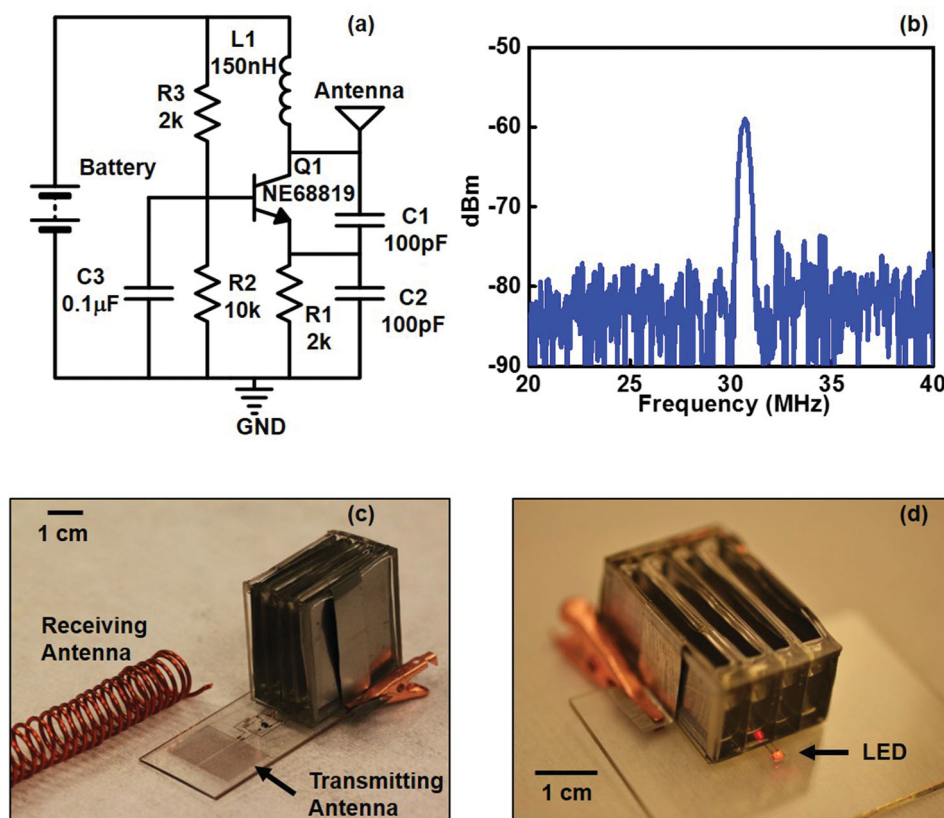 (a)
L1
150nH
R3
2k
Antenna
Battery
Q1
NE68819
C1
100pF
C3
0.1μF
R2
10k
R1
2k
C2
100pF
GND
(b)
-50
-60
-70
-80
-90
dBm
20 25 30 35 40
Frequency (MHz)
(c)
1 cm
Receiving
Antenna
Transmitting
Antenna
(d)
LED
1 cm